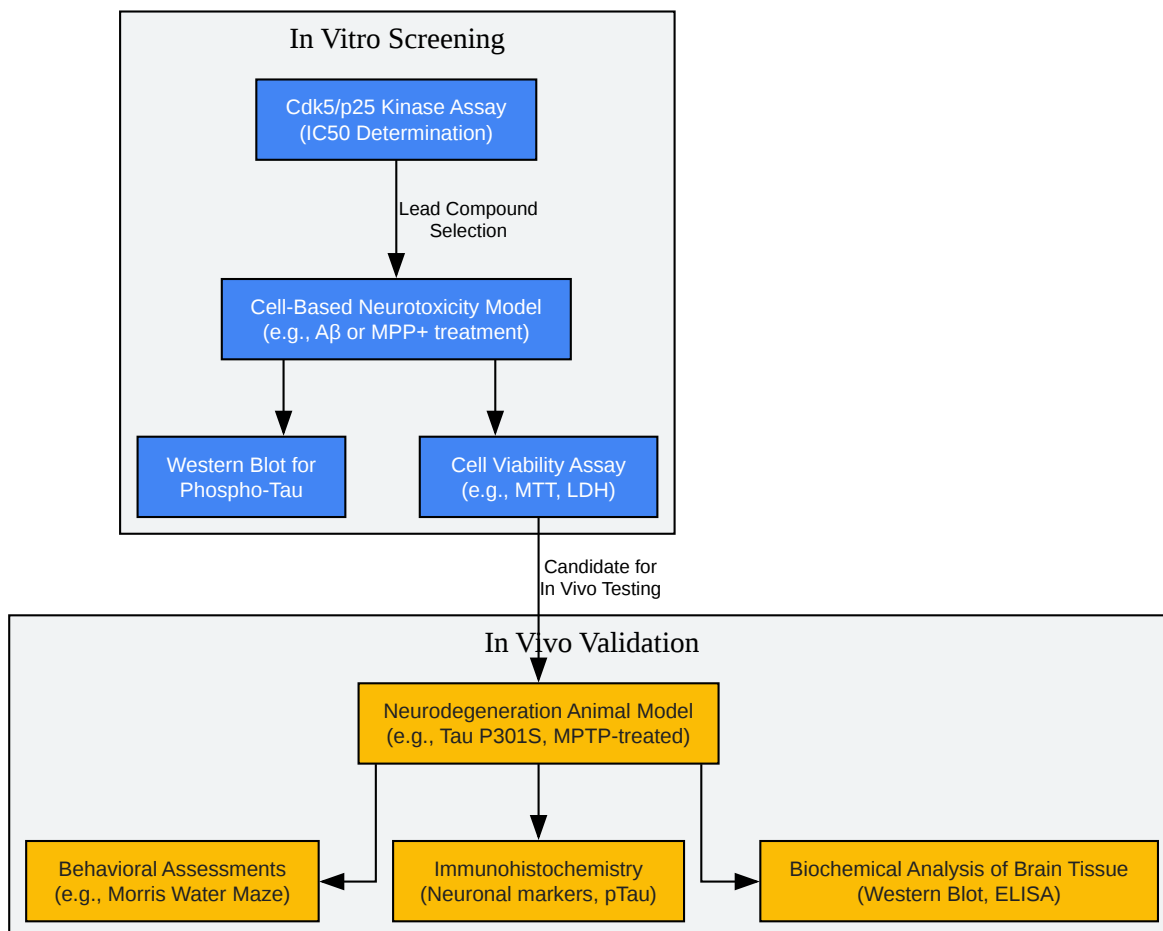 In Vitro Screening
Cdk5/p25 Kinase Assay
(IC50 Determination)
Lead Compound
Selection
Cell-Based Neurotoxicity Model
(e.g., Aβ or MPP+ treatment)
Western Blot for
Phospho-Tau
Cell Viability Assay
(e.g., MTT, LDH)
Candidate for
In Vivo Testing
In Vivo Validation
Neurodegeneration Animal Model
(e.g., Tau P301S, MPTP-treated)
Behavioral Assessments
(e.g., Morris Water Maze)
Immunohistochemistry
(Neuronal markers, pTau)
Biochemical Analysis of Brain Tissue
(Western Blot, ELISA)